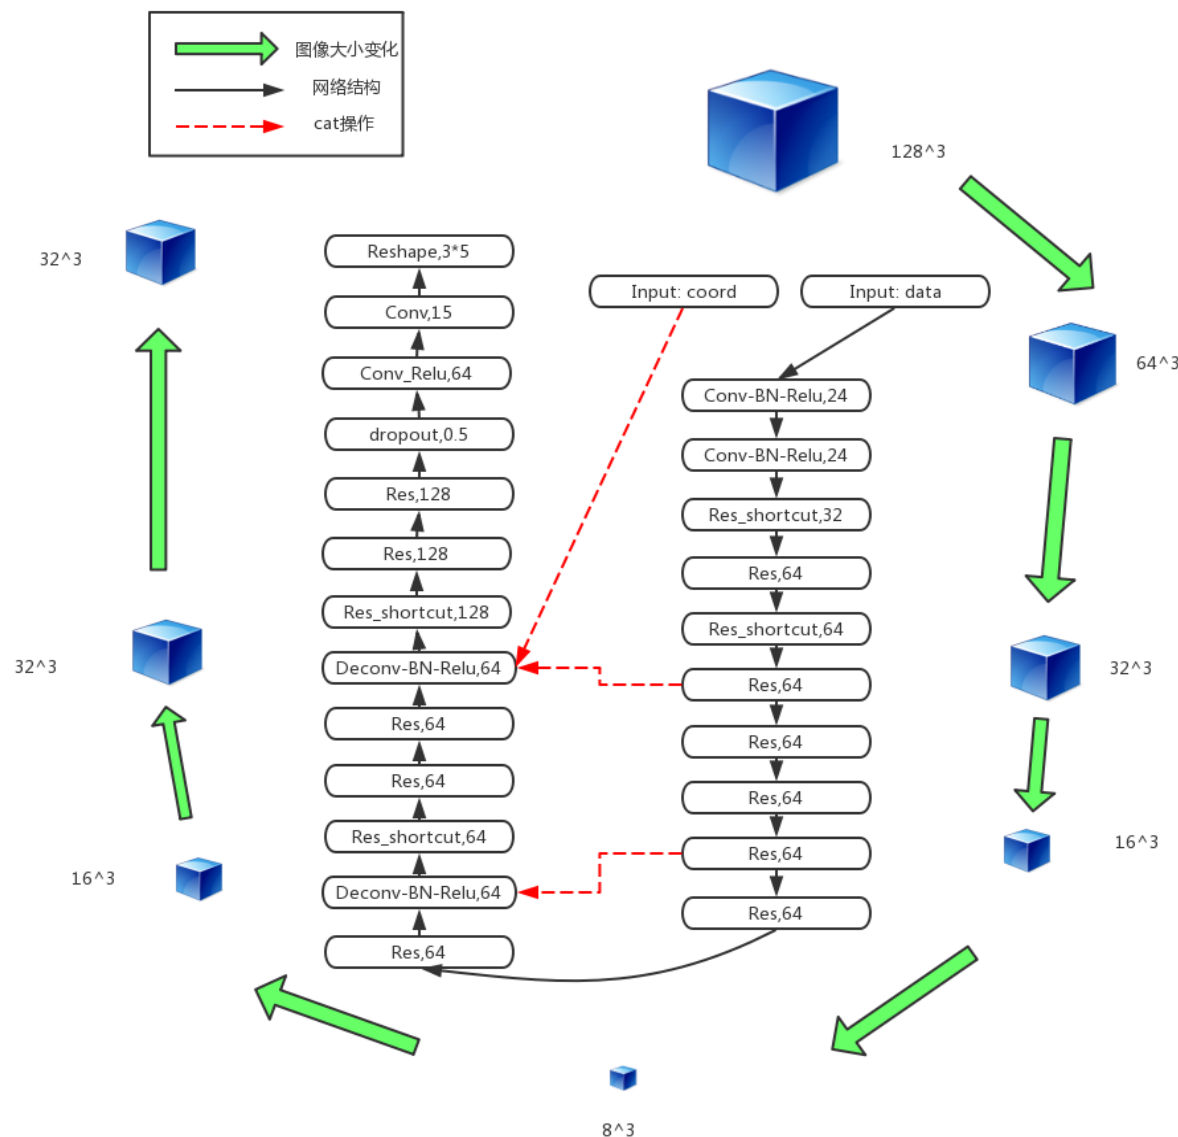 图像大小变化
网络结构
cat操作
128^3
64^3
32^3
16^3
8^3
16^3
32^3
32^3
Input: coord
Input: data
Conv-BN-Relu,24
Conv-BN-Relu,24
Res_shortcut,32
Res,64
Res_shortcut,64
Res,64
Res,64
Res,64
Res,64
Res,64
Reshape,3*5
Conv,15
Conv_Relu,64
dropout,0.5
Res,128
Res,128
Res_shortcut,128
Deconv-BN-Relu,64
Res,64
Res,64
Res_shortcut,64
Deconv-BN-Relu,64
Res,64